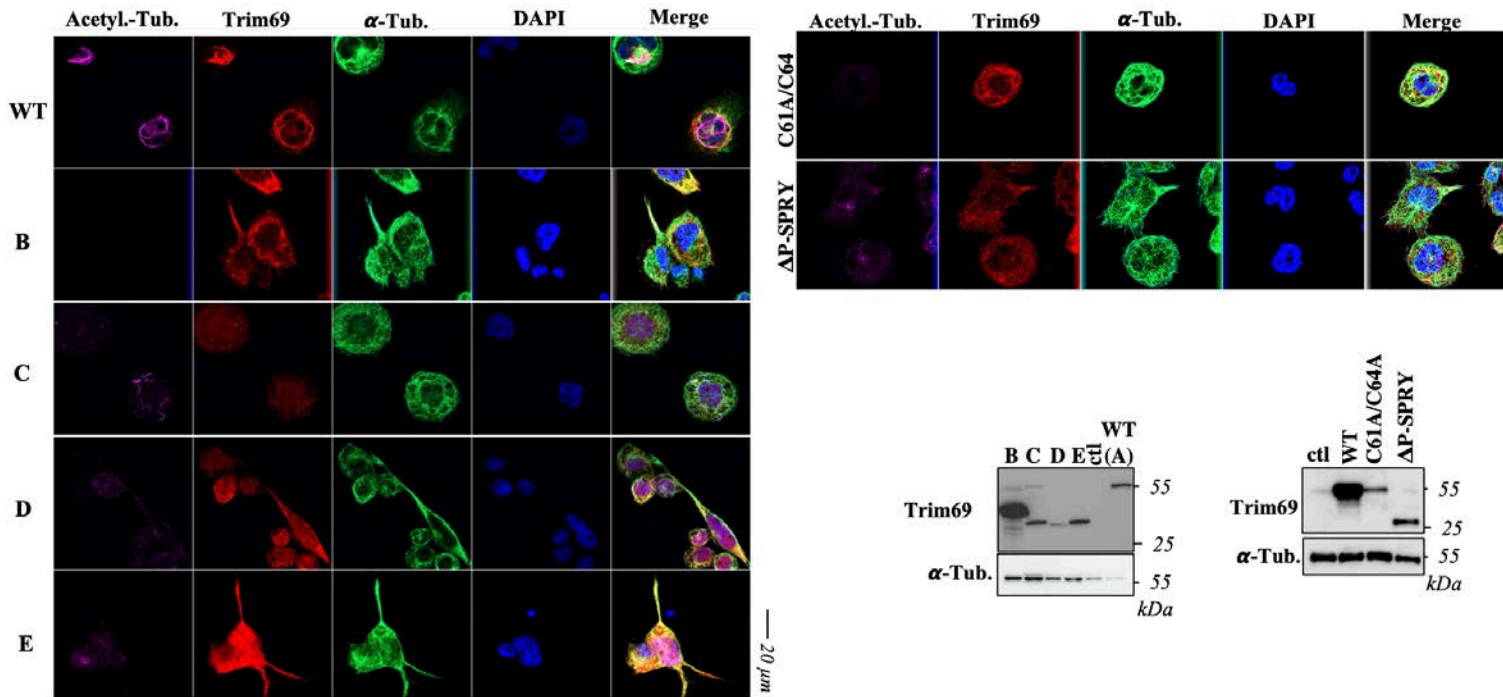 Acetyl.-Tub. Trim69 α-Tub. DAPI Merge
WT
B
C
D
E
20 μm
Acetyl.-Tub. Trim69 α-Tub. DAPI Merge
C61A/C64
ΔP-SPRY
B C D E ctl WT (A)
Trim69
55
25
α-Tub.
55
kDa
ctl WT C61A/C64A ΔP-SPRY
Trim69
55
25
α-Tub.
55
kDa